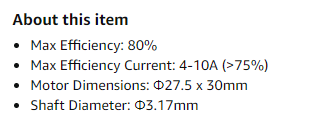 About this item
• Max Efficiency: 80%
• Max Efficiency Current: 4-10A (>75%)
• Motor Dimensions: Φ27.5 x 30mm
• Shaft Diameter: Φ3.17mm